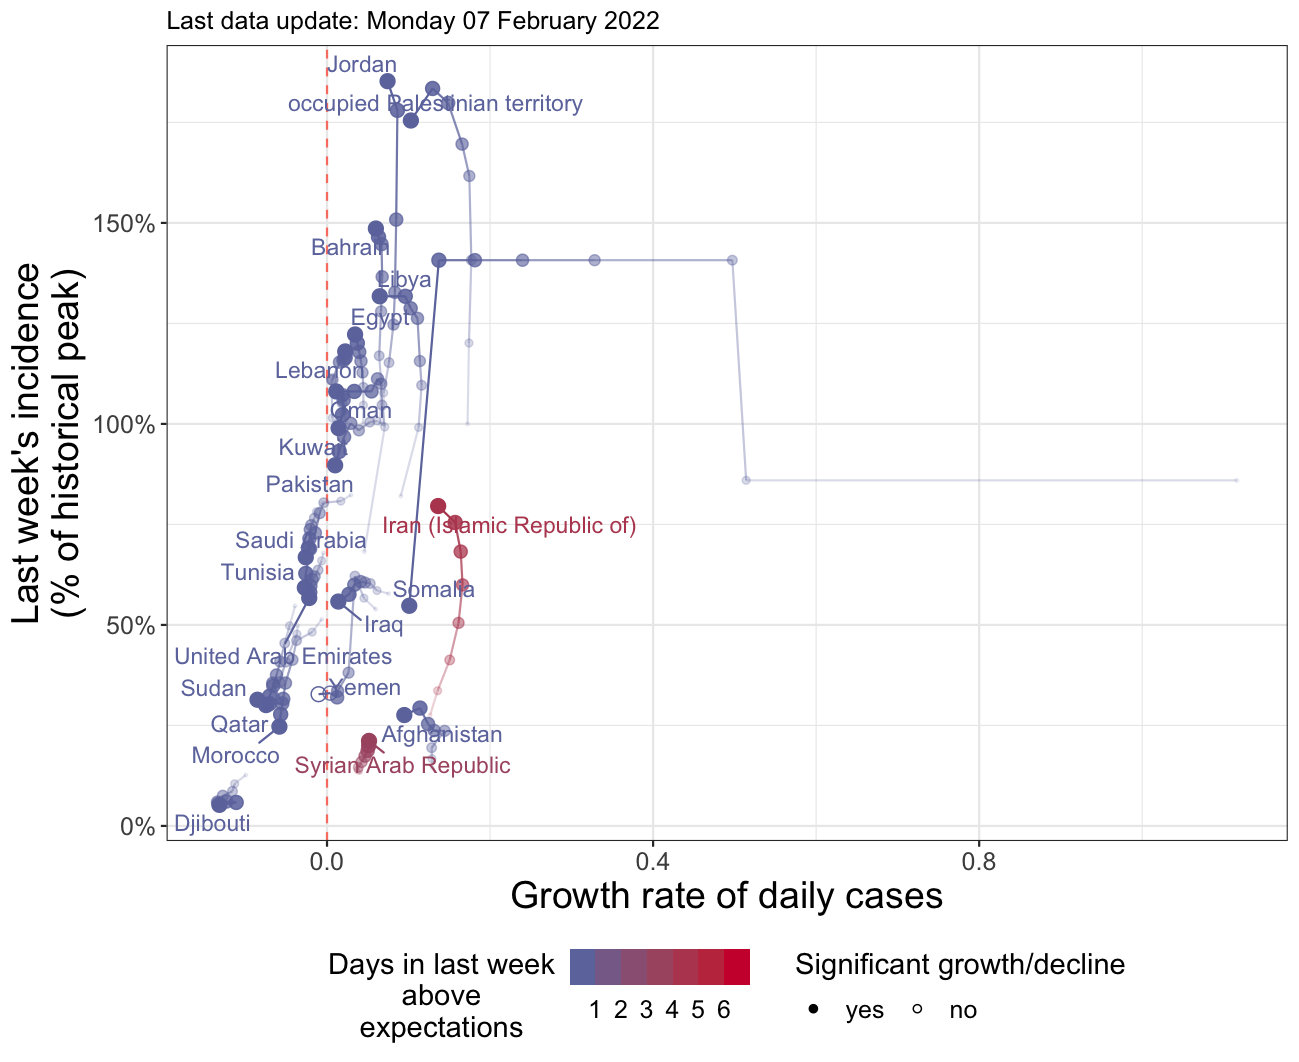 Last data update: Monday 07 February 2022
Jordan
occupied Palestinian territory
150%
Bahrain
Libya
Egypt
Lebanon
Oman
100%
Kuwait
Pakistan
Iran (Islamic Republic of)
Saudi Arabia
Tunisia
Somalia
50%
Iraq
United Arab Emirates
Sudan
Yemen
Qatar
Afghanistan
Morocco
Syrian Arab Republic
Djibouti
0%
Last week's incidence
(% of historical peak)
0.0
0.4
0.8
Growth rate of daily cases
Days in last week
above
expectations
1 2 3 4 5 6
Significant growth/decline
yes
no